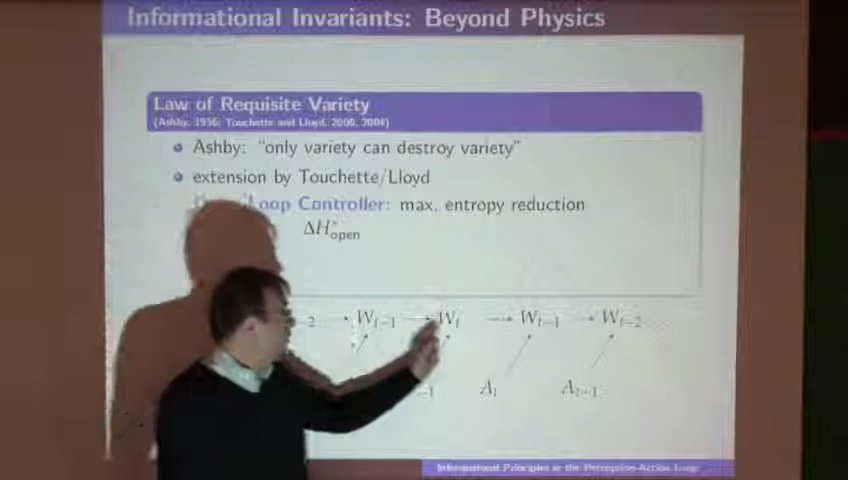 Informational Invariants: Beyond Physics
Law of Requisite Variety
(Ashby, 1956; Touchette and Lloyd, 2000, 2004)
Ashby: "only variety can destroy variety"
extension by Touchette/Lloyd
Loop Controller: max. entropy reduction
ΔH*open
W_{t−1} → W_t → W_{t+1} → W_{t+2} ...
A_t A_{t+1}
Informational Principles in the Perception-Action Loop